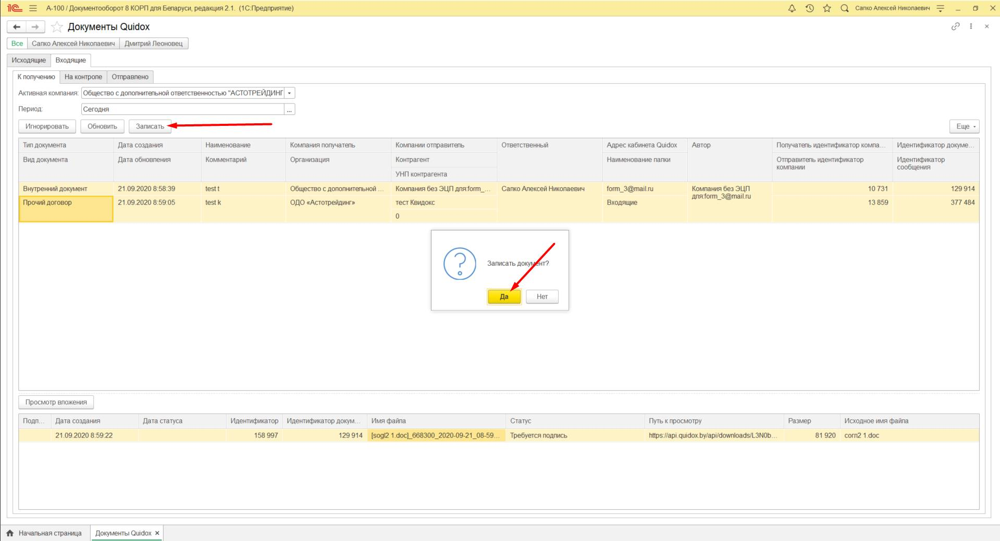 1С А-100 / Документооборот 8 КОРП для Беларуси, редакция 2.1. (1С:Предприятие) Сапко Алексей Николаевич
Документы Quidox
Все Сапко Алексей Николаевич Дмитрий Леоновец
Исходящие Входящие
К получению На контроле Отправлено
Активная компания: Общество с дополнительной ответственностью "АСТОТРЕЙДИНГ
Период: Сегодня ...
Игнорировать Обновить Записать Еще
Тип документа Дата создания Наименование Компания получатель Компании отправитель Ответственный Адрес кабинета Quidox Автор Получатель идентификатор компа... Идентификатор докуме...
Вид документа Дата обновления Комментарий Организация Контрагент Наименование папки Отправитель идентификатор Идентификатор
компании сообщения
УНП контрагента
Внутренний документ 21.09.2020 8:58:39 test t Общество с дополнительной ... Компания без ЭЦП для:form_... Сапко Алексей Николаевич form_3@mail.ru Компания без ЭЦП 10 731 129 914
для:form_3@mail.ru
Прочий договор 21.09.2020 8:59:05 test k ОДО «Астотрейдинг» тест Квидокс Входящие 13 859 377 484
0
Записать документ?
Да Нет
Просмотр вложения
Подп... Дата создания Дата статуса Идентификатор Идентификатор докум... Имя файла Статус Путь к просмотру Размер Исходное имя файла
21.09.2020 8:59:22 158 997 129 914 [sogl2 1.doc]_668300_2020-09-21_08-59... Требуется подпись https://api.quidox.by/api/downloads/L3N0b... 81 920 согл2 1.doc
Начальная страница Документы Quidox ×